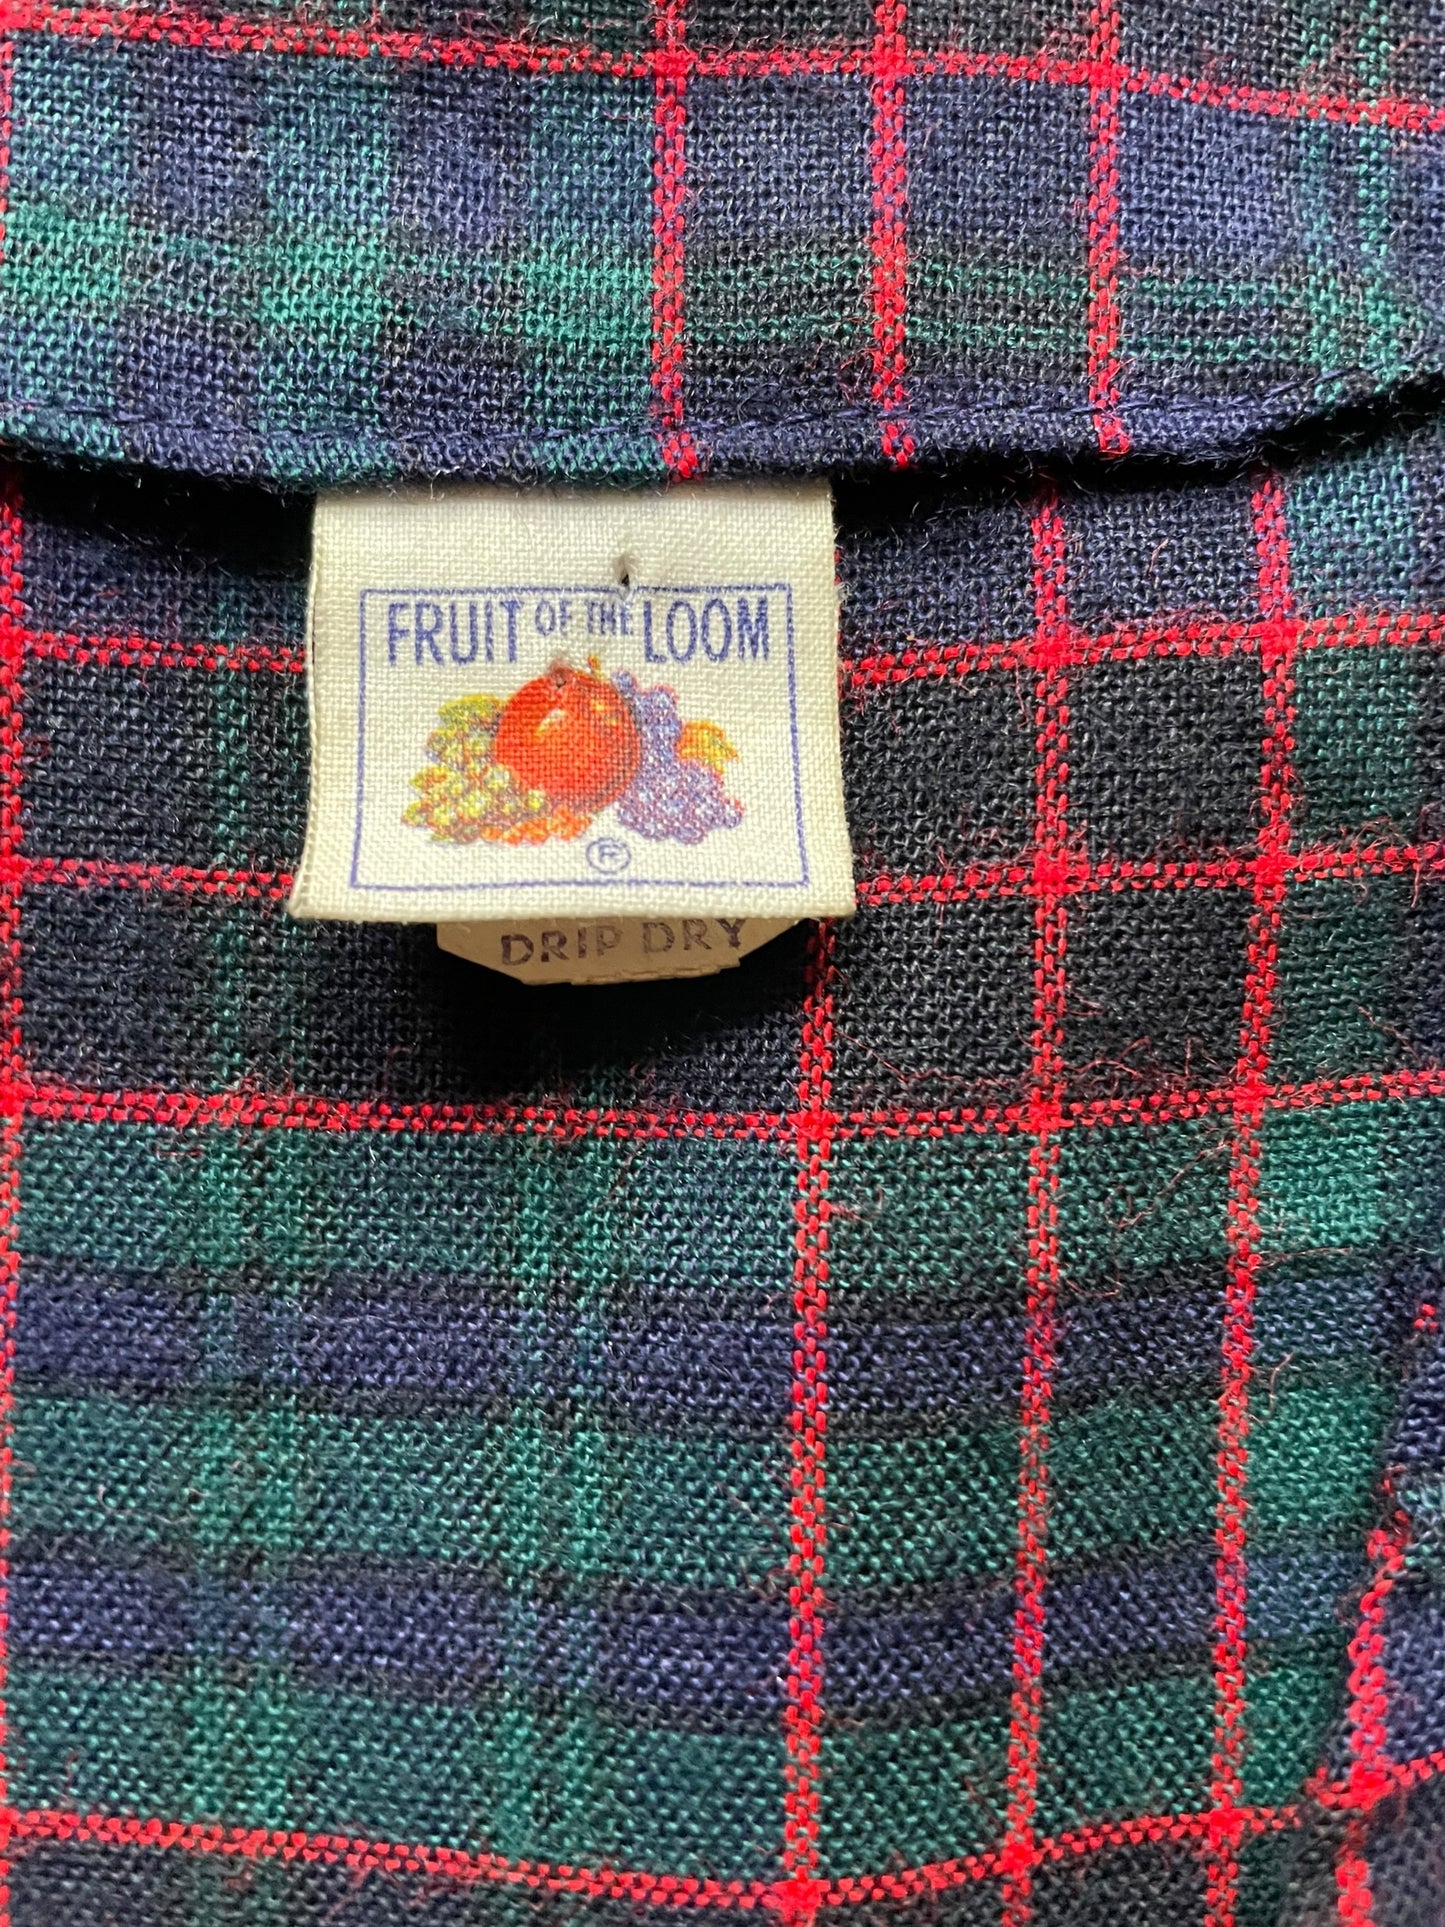 FRUIT OF THE LOOM
®
DRIP DRY